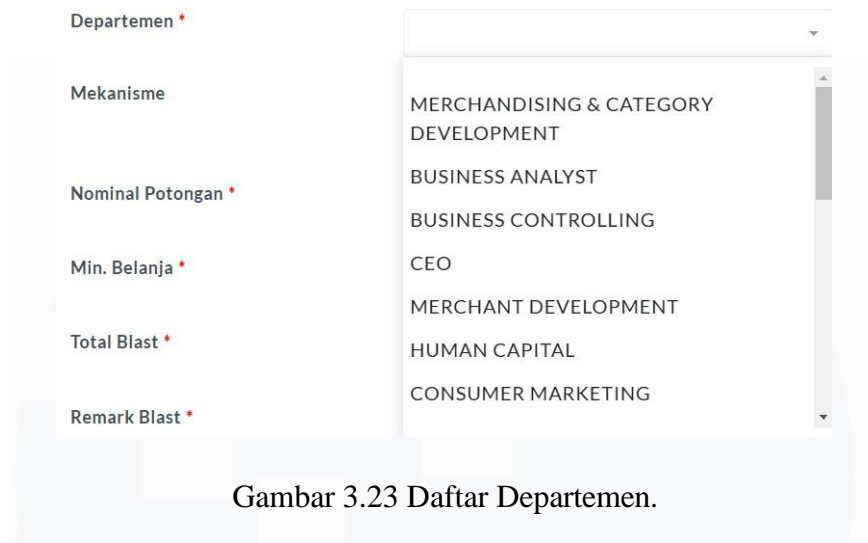 Departemen *
Mekanisme
MERCHANDISING & CATEGORY
DEVELOPMENT
BUSINESS ANALYST
Nominal Potongan *
BUSINESS CONTROLLING
Min. Belanja *
CEO
MERCHANT DEVELOPMENT
Total Blast *
HUMAN CAPITAL
CONSUMER MARKETING
Remark Blast *
Gambar 3.23 Daftar Departemen.